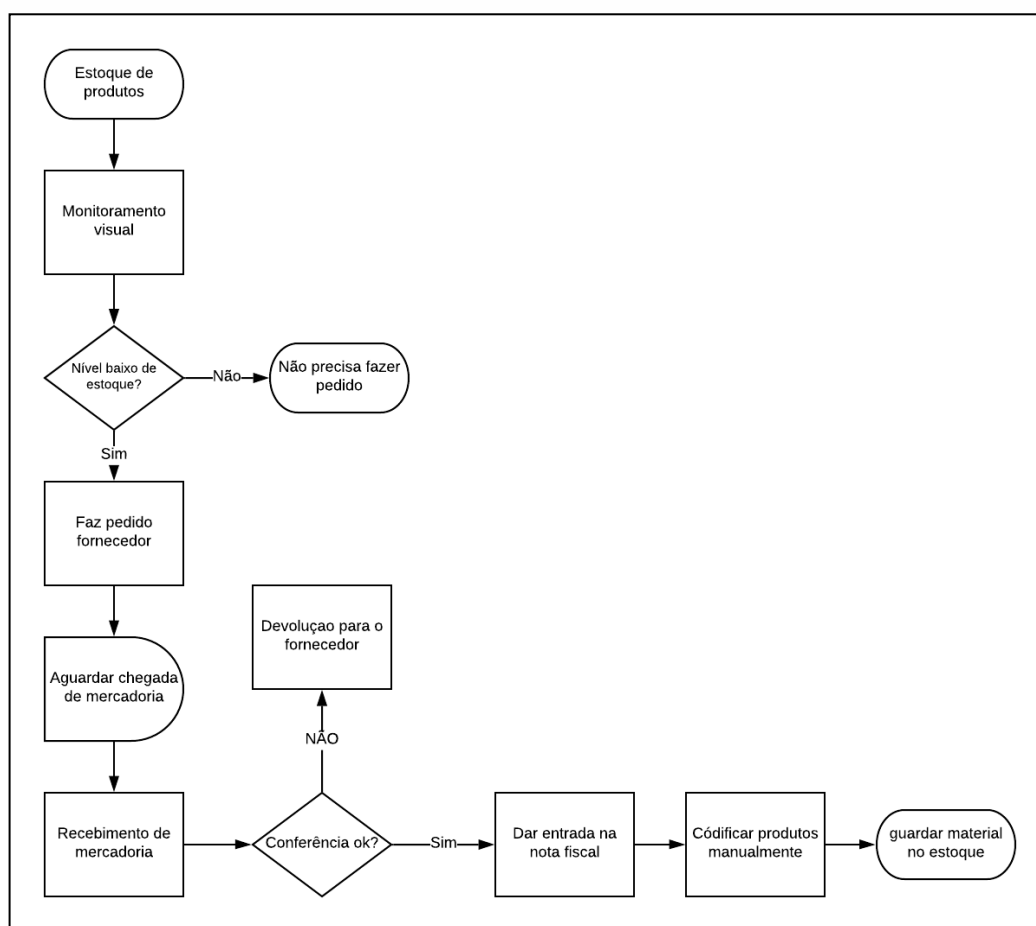 Estoque de
produtos
Monitoramento
visual
Nível baixo de
estoque?
Não
Não precisa fazer
pedido
Sim
Faz pedido
fornecedor
Aguardar chegada
de mercadoria
Recebimento de
mercadoria
Conferência ok?
NÃO
Devoluçao para o
fornecedor
Sim
Dar entrada na
nota fiscal
Códificar produtos
manualmente
guardar material
no estoque